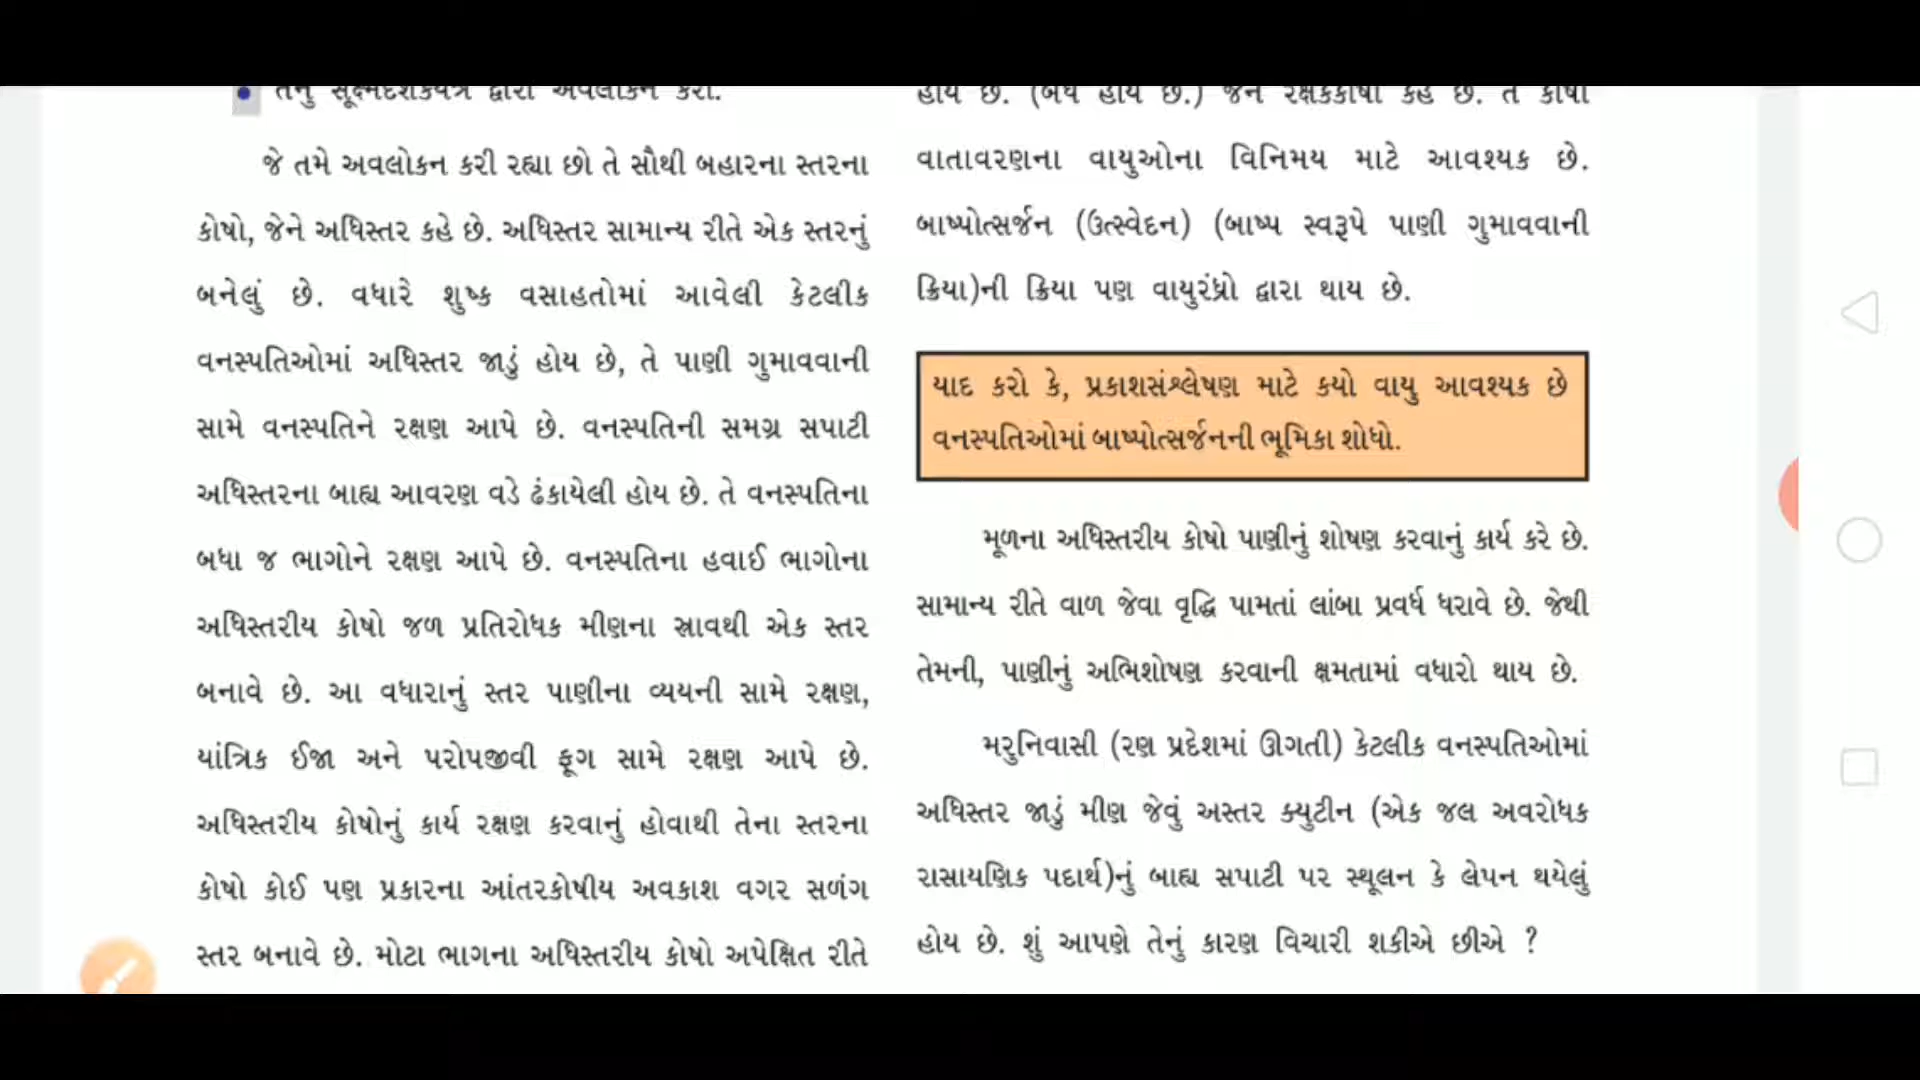 તેનું સૂક્ષ્મદર્શકયંત્ર દ્વારા અવલોકન કરો.
જે તમે અવલોકન કરી રહ્યા છો તે સૌથી બહારના સ્તરના
કોષો, જેને અધિસ્તર કહે છે. અધિસ્તર સામાન્ય રીતે એક સ્તરનું
બનેલું છે. વધારે શુષ્ક વસાહતોમાં આવેલી કેટલીક
વનસ્પતિઓમાં અધિસ્તર જાડું હોય છે, તે પાણી ગુમાવવાની
સામે વનસ્પતિને રક્ષણ આપે છે. વનસ્પતિની સમગ્ર સપાટી
અધિસ્તરના બાહ્ય આવરણ વડે ઢંકાયેલી હોય છે. તે વનસ્પતિના
બધા જ ભાગોને રક્ષણ આપે છે. વનસ્પતિના હવાઈ ભાગોના
અધિસ્તરીય કોષો જળ પ્રતિરોધક મીણના સ્રાવથી એક સ્તર
બનાવે છે. આ વધારાનું સ્તર પાણીના વ્યયની સામે રક્ષણ,
યાંત્રિક ઈજા અને પરોપજીવી ફૂગ સામે રક્ષણ આપે છે.
અધિસ્તરીય કોષોનું કાર્ય રક્ષણ કરવાનું હોવાથી તેના સ્તરના
કોષો કોઈ પણ પ્રકારના આંતરકોષીય અવકાશ વગર સળંગ
સ્તર બનાવે છે. મોટા ભાગના અધિસ્તરીય કોષો અપેક્ષિત રીતે
હોય છે. (બંધ હોય છે.) જેને રક્ષકકોષો કહે છે. તે કોષો
વાતાવરણના વાયુઓના વિનિમય માટે આવશ્યક છે.
બાષ્પોત્સર્જન (ઉત્સ્વેદન) (બાષ્પ સ્વરૂપે પાણી ગુમાવવાની
ક્રિયા)ની ક્રિયા પણ વાયુરંધ્રો દ્વારા થાય છે.
યાદ કરો કે, પ્રકાશસંશ્લેષણ માટે કયો વાયુ આવશ્યક છે
વનસ્પતિઓમાં બાષ્પોત્સર્જનની ભૂમિકા શોધો.
મૂળના અધિસ્તરીય કોષો પાણીનું શોષણ કરવાનું કાર્ય કરે છે.
સામાન્ય રીતે વાળ જેવા વૃદ્ધિ પામતાં લાંબા પ્રવર્ધ ધરાવે છે. જેથી
તેમની, પાણીનું અભિશોષણ કરવાની ક્ષમતામાં વધારો થાય છે.
મરુનિવાસી (રણ પ્રદેશમાં ઊગતી) કેટલીક વનસ્પતિઓમાં
અધિસ્તર જાડું મીણ જેવું અસ્તર ક્યુટીન (એક જલ અવરોધક
રાસાયણિક પદાર્થ)નું બાહ્ય સપાટી પર સ્થૂલન કે લેપન થયેલું
હોય છે. શું આપણે તેનું કારણ વિચારી શકીએ છીએ ?